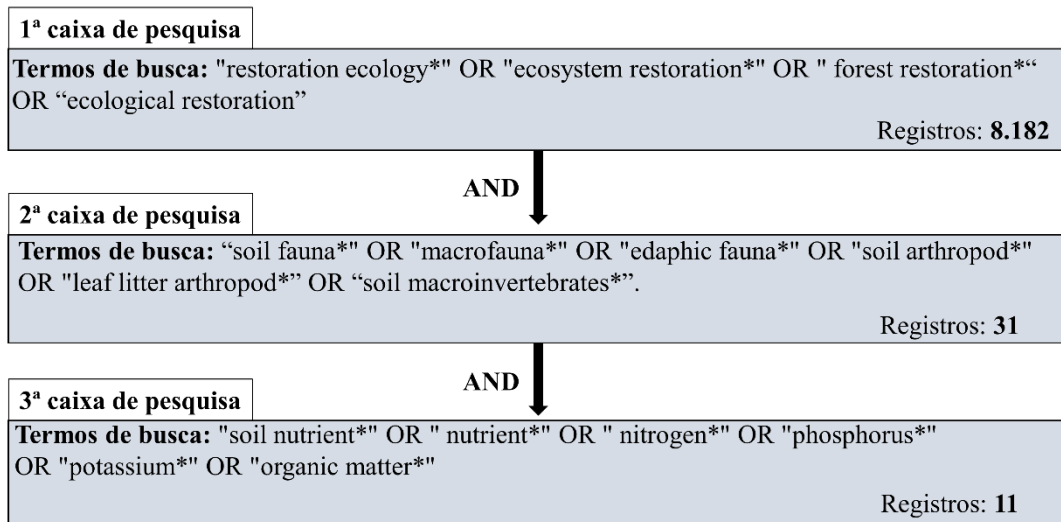 1ª caixa de pesquisa
Termos de busca: "restoration ecology*" OR "ecosystem restoration*" OR " forest restoration*“
OR “ecological restoration”
Registros: 8.182
AND
2ª caixa de pesquisa
Termos de busca: “soil fauna*" OR "macrofauna*" OR "edaphic fauna*" OR "soil arthropod*"
OR "leaf litter arthropod*” OR “soil macroinvertebrates*”.
Registros: 31
AND
3ª caixa de pesquisa
Termos de busca: "soil nutrient*" OR " nutrient*" OR " nitrogen*" OR "phosphorus*"
OR "potassium*" OR "organic matter*"
Registros: 11